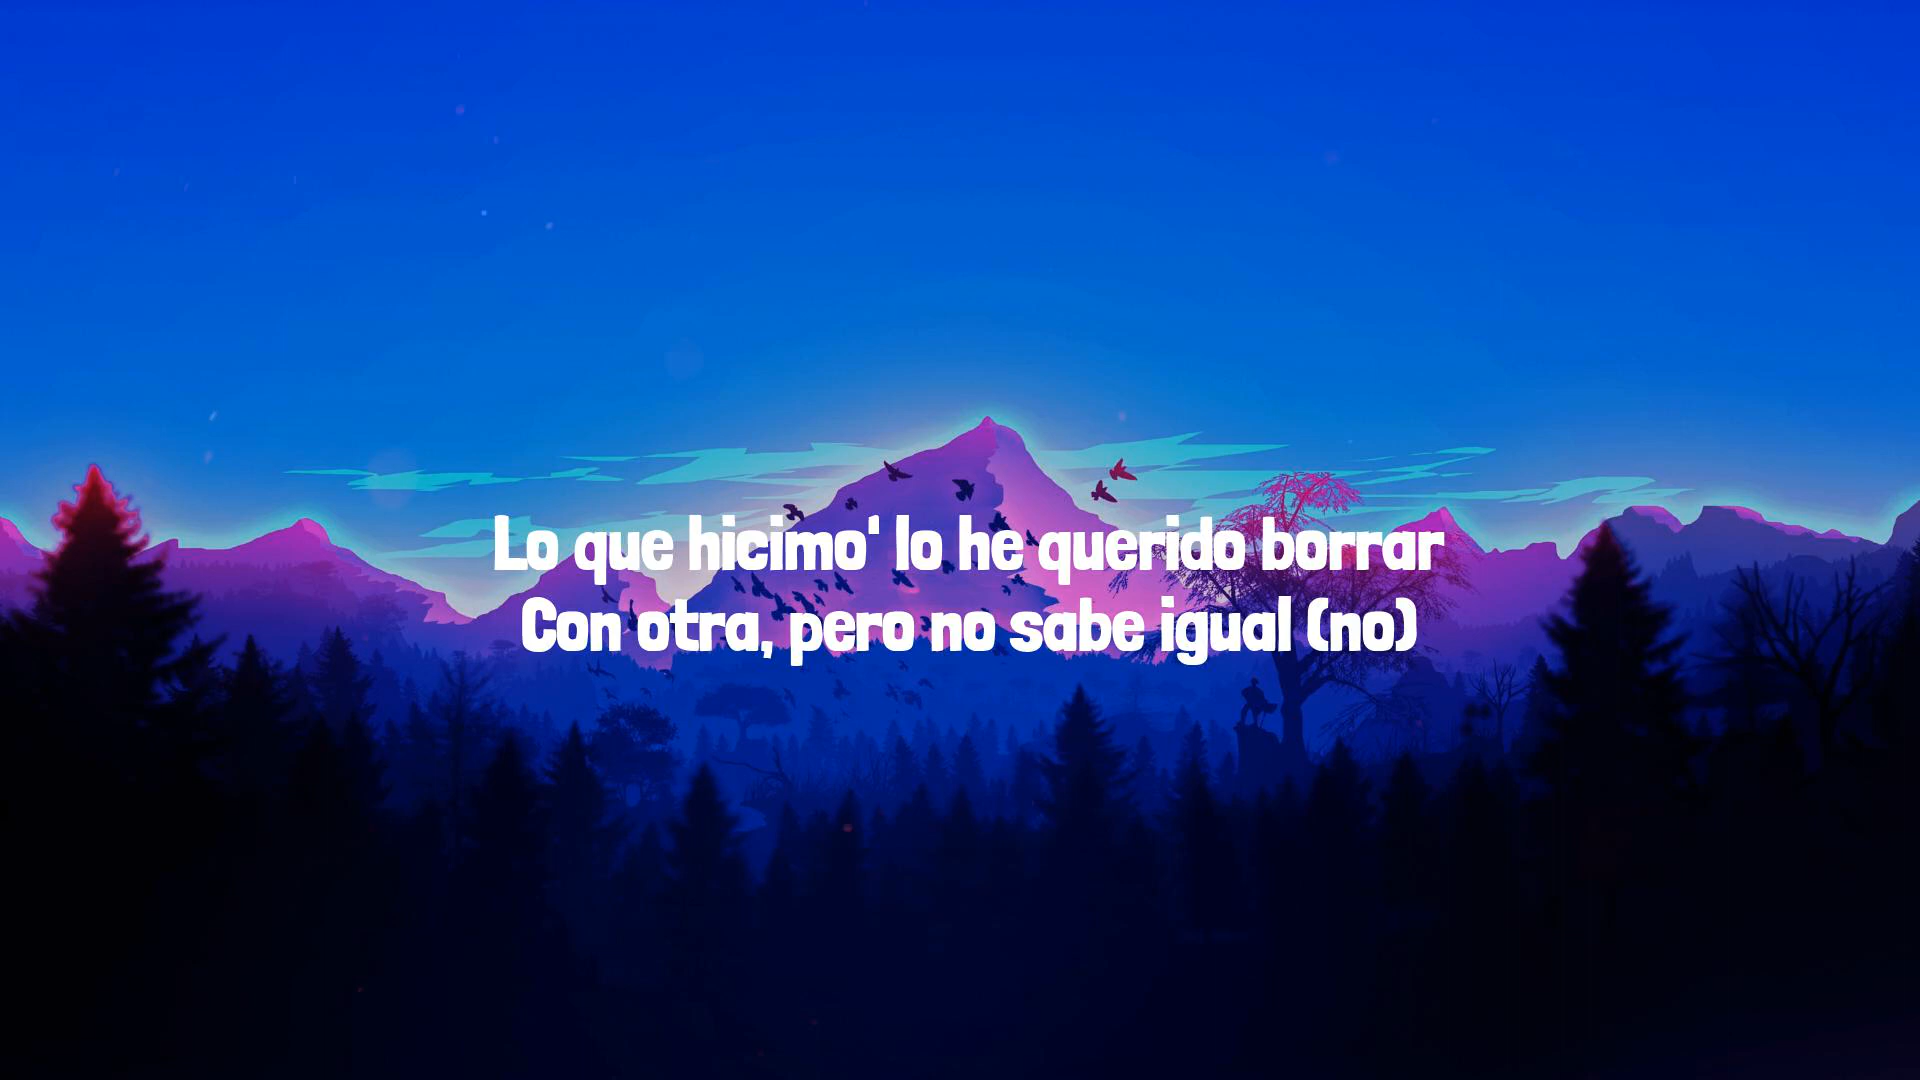 Lo que hicimo' lo he querido borrar
Con otra, pero no sabe igual (no)